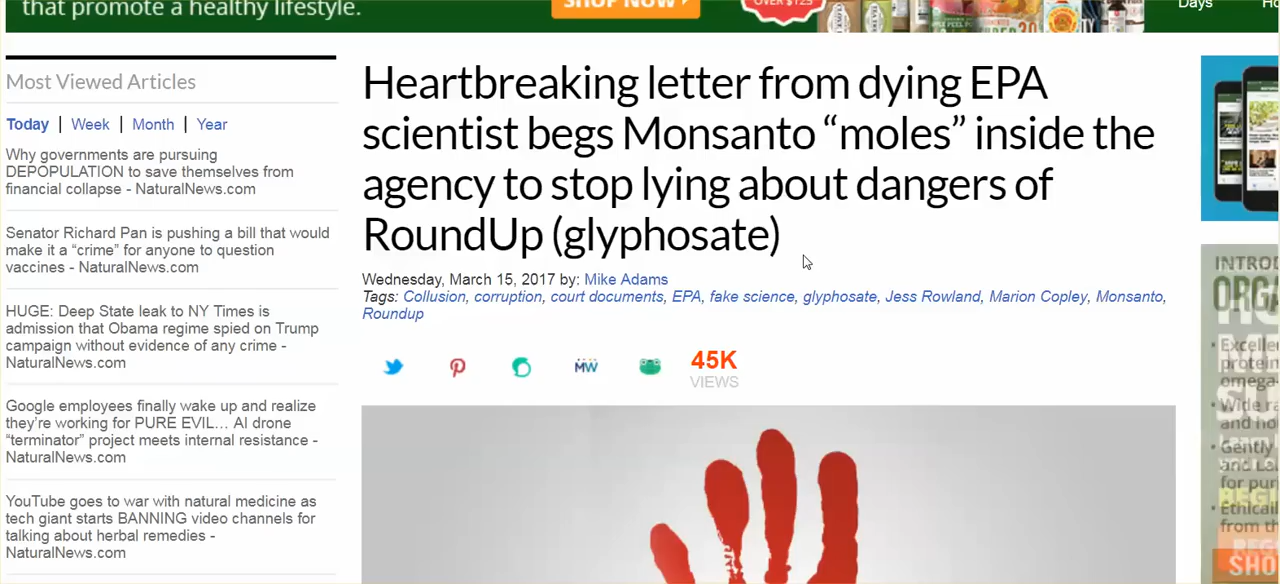 that promote a healthy lifestyle.
SHOP NOW
OVER $125
Days
Most Viewed Articles
Today | Week | Month | Year
Why governments are pursuing
DEPOPULATION to save themselves from
financial collapse - NaturalNews.com
Senator Richard Pan is pushing a bill that would
make it a “crime” for anyone to question
vaccines - NaturalNews.com
HUGE: Deep State leak to NY Times is
admission that Obama regime spied on Trump
campaign without evidence of any crime -
NaturalNews.com
Google employees finally wake up and realize
they’re working for PURE EVIL… AI drone
“terminator” project meets internal resistance -
NaturalNews.com
YouTube goes to war with natural medicine as
tech giant starts BANNING video channels for
talking about herbal remedies -
NaturalNews.com
Heartbreaking letter from dying EPA
scientist begs Monsanto “moles” inside the
agency to stop lying about dangers of
RoundUp (glyphosate)
Wednesday, March 15, 2017 by: Mike Adams
Tags: Collusion, corruption, court documents, EPA, fake science, glyphosate, Jess Rowland, Marion Copley, Monsanto,
Roundup
MW
45K
VIEWS